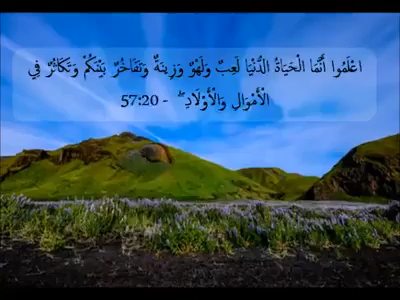 اعْلَمُوا أَنَّمَا الْحَيَاةُ الدُّنْيَا لَعِبٌ وَلَهْوٌ وَزِينَةٌ وَتَفَاخُرٌ بَيْنَكُمْ وَتَكَاثُرٌ فِي
الْأَمْوَالِ وَالْأَوْلَادِ ۖ - 57:20